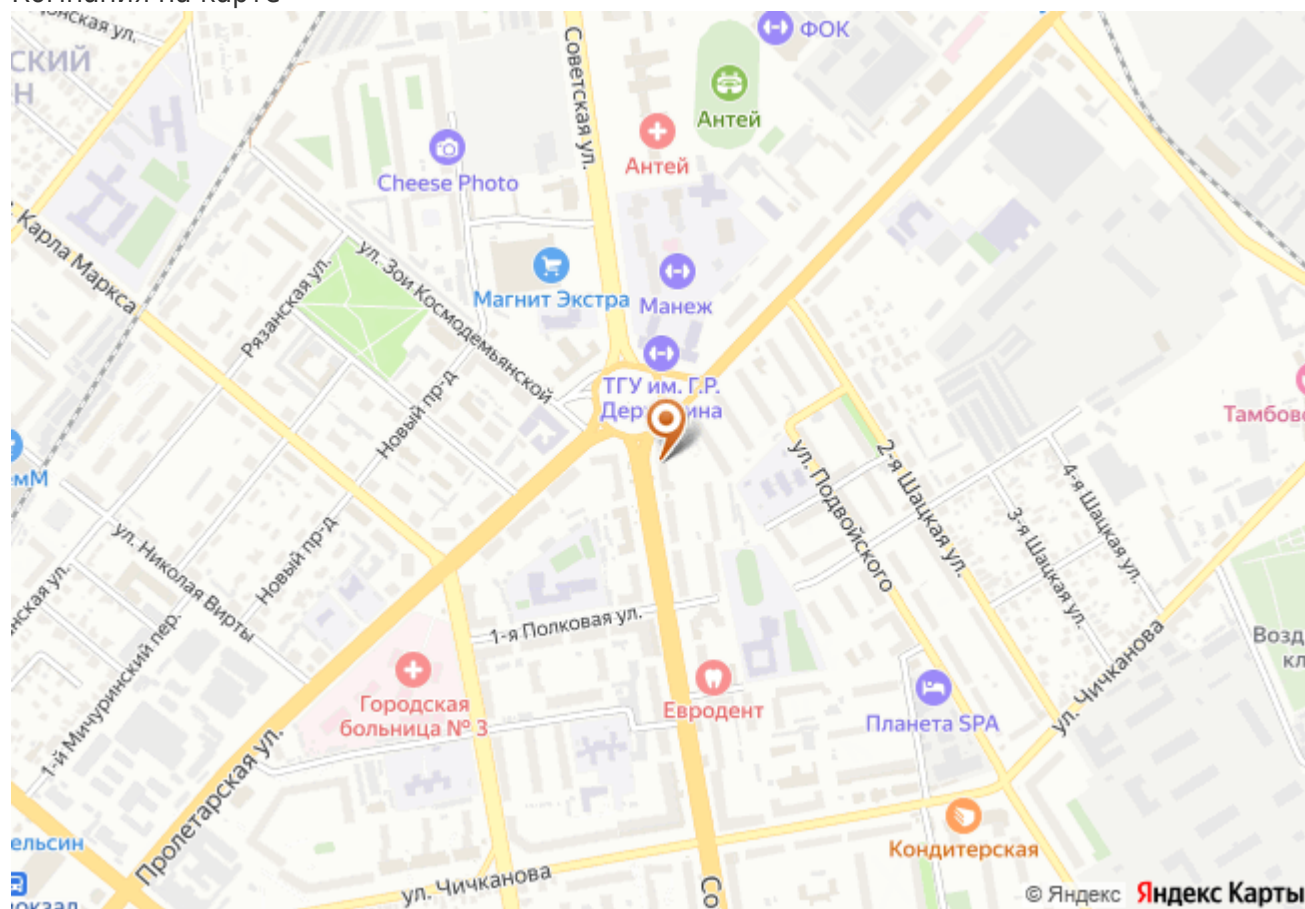 Компания на карте
ФОК
Советская ул.
Антей
Антей
Cheese Photo
Карла Маркса
Рязанская ул.
ул. Зои Космодемьянской
Магнит Экстра
Манеж
ТГУ им. Г.Р.
Новый пр-д
ул. Подвойского
2-я Шацкая ул.
4-я Шацкая ул.
3-я Шацкая ул.
ул. Николая Вирты
Новый пр-д
1-я Полковая ул.
1-й Мичуринский пер.
Городская
больница № 3
Евродент
Планета SPA
ул. Чичканова
Пролетарская ул.
Кондитерская
ул. Чичканова
© Яндекс Яндекс Карты